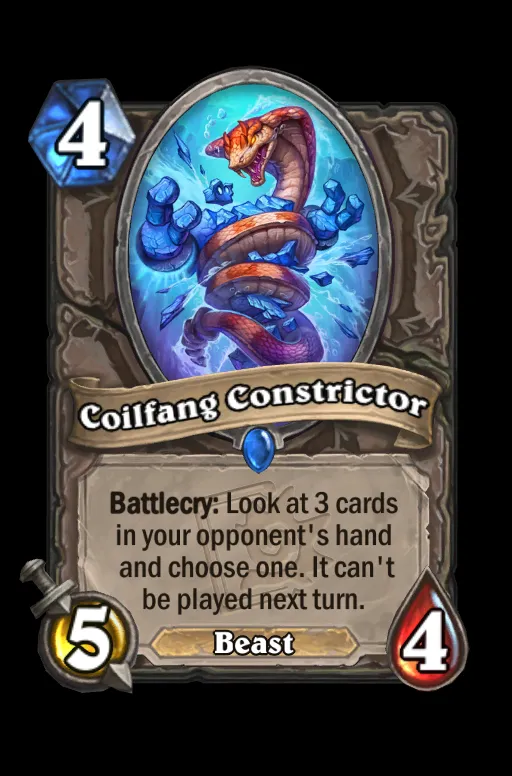 4
Coilfang Constrictor
Battlecry: Look at 3 cards
in your opponent's hand
and choose one. It can't
be played next turn.
5
Beast
4